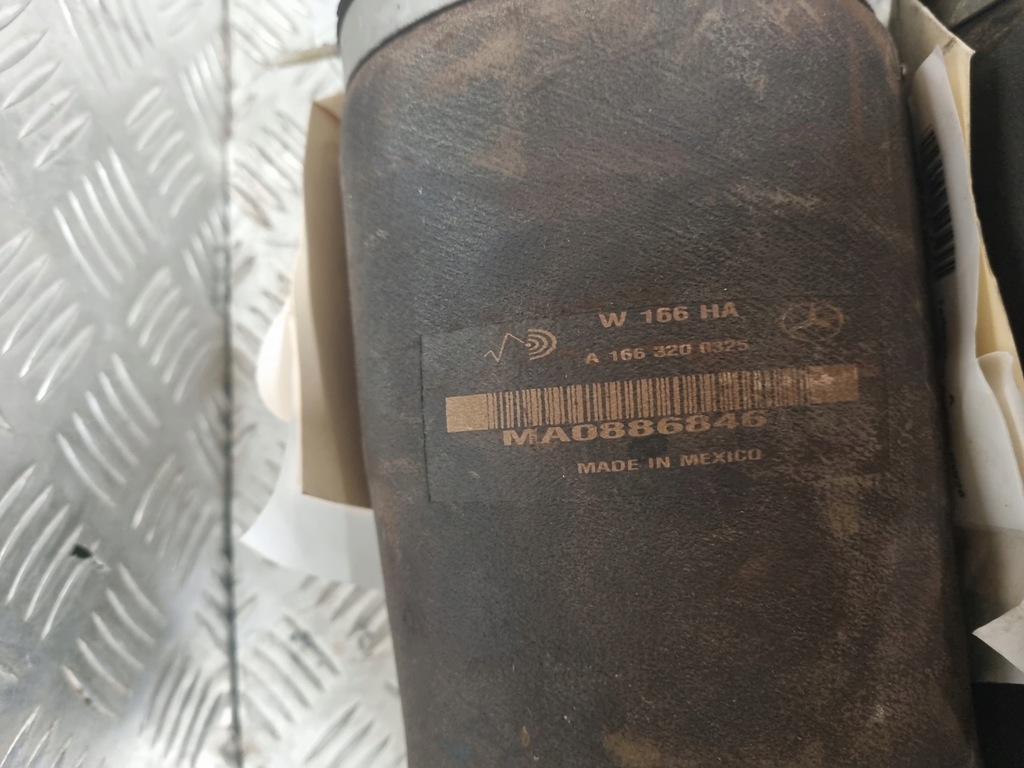 W 166 HA
A 166 320 0325
MA0886846
MADE IN MEXICO